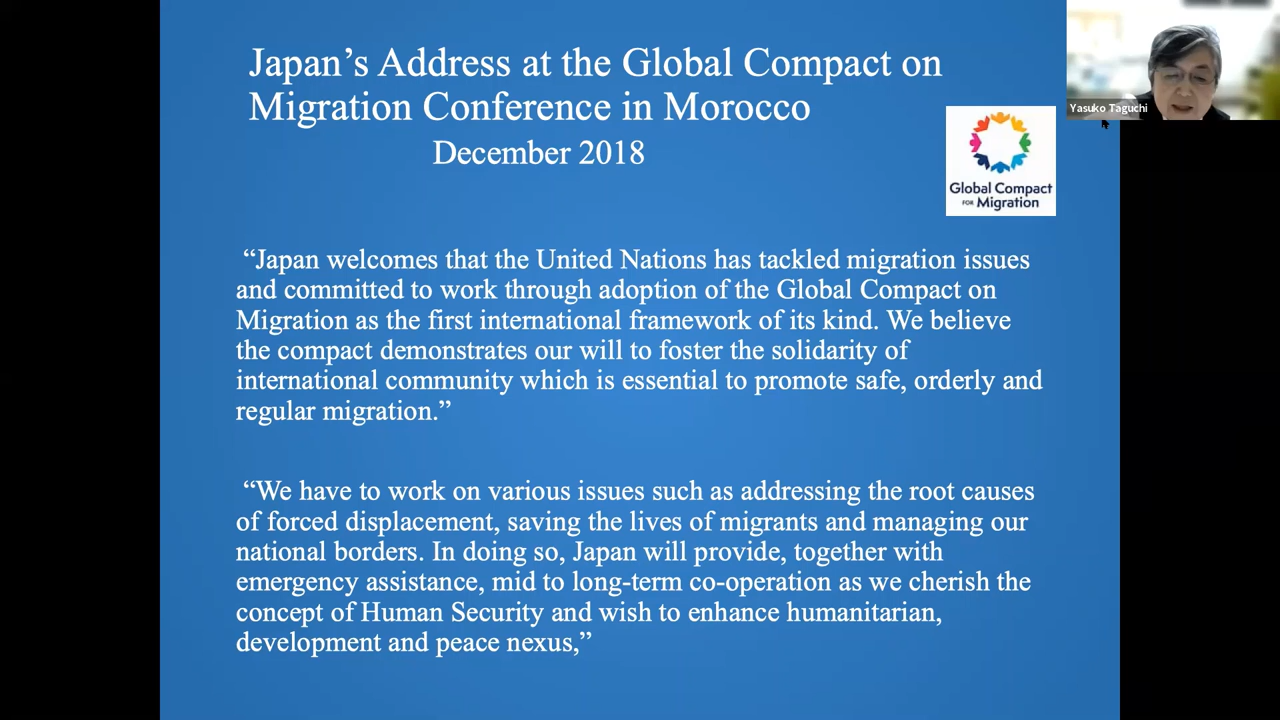 Japan’s Address at the Global Compact on
Migration Conference in Morocco
December 2018
Yasuko Taguchi
Global Compact
FOR Migration
“Japan welcomes that the United Nations has tackled migration issues
and committed to work through adoption of the Global Compact on
Migration as the first international framework of its kind. We believe
the compact demonstrates our will to foster the solidarity of
international community which is essential to promote safe, orderly and
regular migration.”
“We have to work on various issues such as addressing the root causes
of forced displacement, saving the lives of migrants and managing our
national borders. In doing so, Japan will provide, together with
emergency assistance, mid to long-term co-operation as we cherish the
concept of Human Security and wish to enhance humanitarian,
development and peace nexus,”